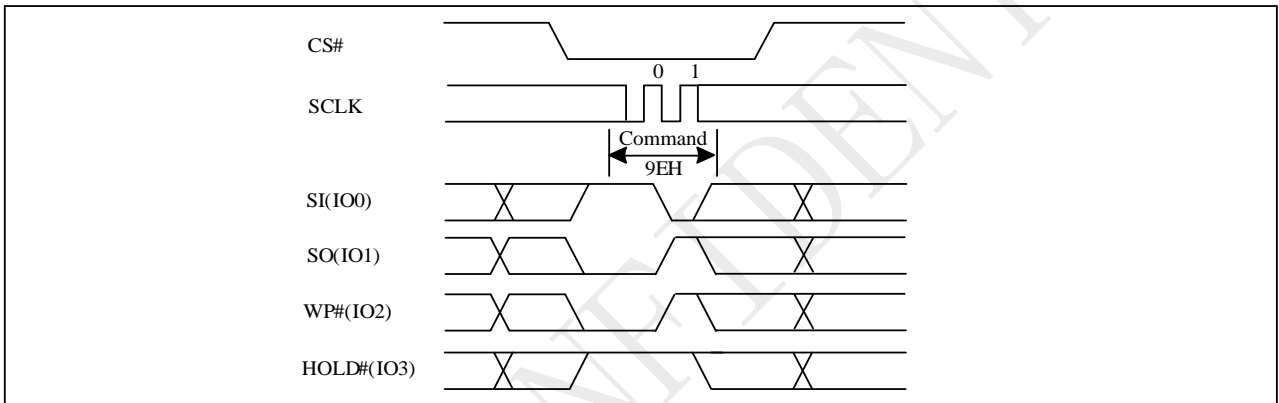 CS#
0 1
SCLK
Command
9EH
SI(IO0)
SO(IO1)
WP#(IO2)
HOLD#(IO3)